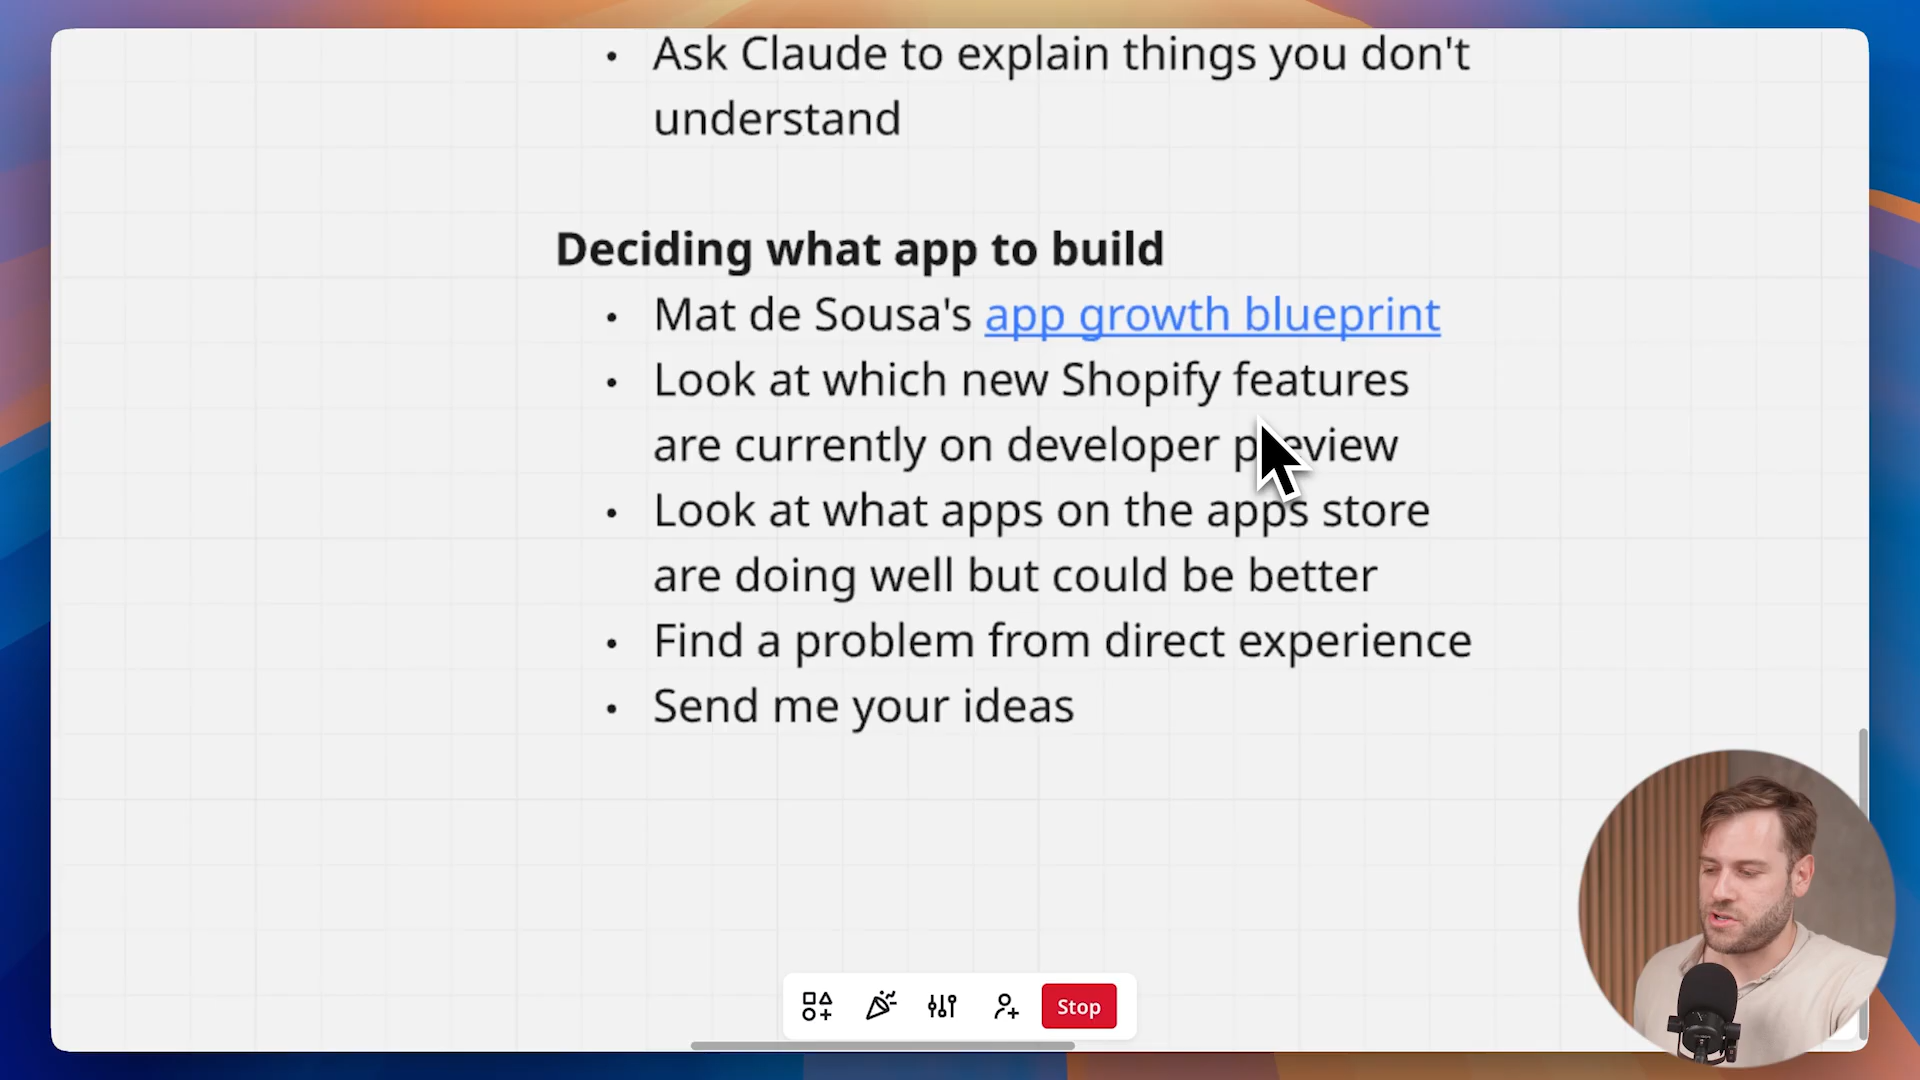 • Ask Claude to explain things you don't
understand
Deciding what app to build
• Mat de Sousa's app growth blueprint
• Look at which new Shopify features
are currently on developer preview
• Look at what apps on the apps store
are doing well but could be better
• Find a problem from direct experience
• Send me your ideas
Stop